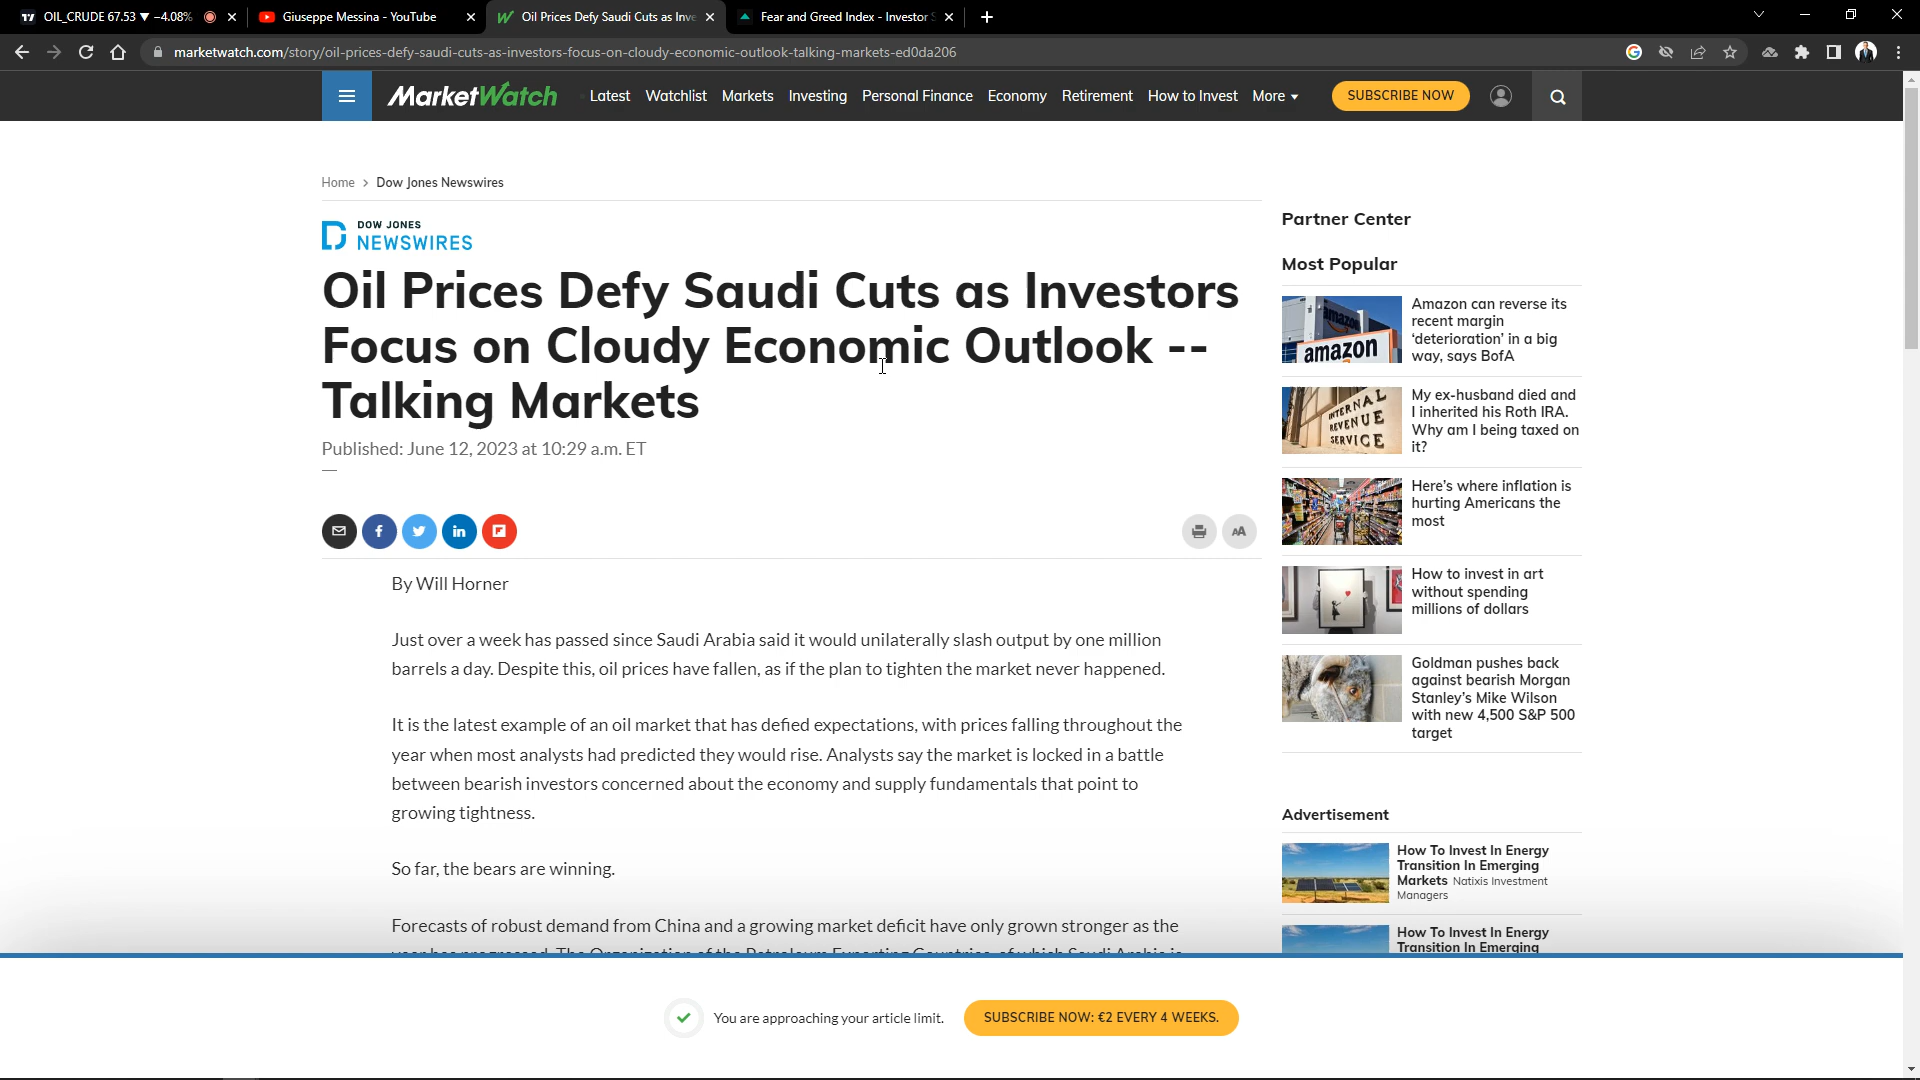 OIL_CRUDE 67.53 ▼ −4.08%
Giuseppe Messina - YouTube
Oil Prices Defy Saudi Cuts as Inve
Fear and Greed Index - Investor S
marketwatch.com/story/oil-prices-defy-saudi-cuts-as-investors-focus-on-cloudy-economic-outlook-talking-markets-ed0da206
MarketWatch
Latest Watchlist Markets Investing Personal Finance Economy Retirement How to Invest More
SUBSCRIBE NOW
Home > Dow Jones Newswires
DOW JONES
NEWSWIRES
Oil Prices Defy Saudi Cuts as Investors
Focus on Cloudy Economic Outlook --
Talking Markets
Published: June 12, 2023 at 10:29 a.m. ET
AA
By Will Horner
Just over a week has passed since Saudi Arabia said it would unilaterally slash output by one million
barrels a day. Despite this, oil prices have fallen, as if the plan to tighten the market never happened.
It is the latest example of an oil market that has defied expectations, with prices falling throughout the
year when most analysts had predicted they would rise. Analysts say the market is locked in a battle
between bearish investors concerned about the economy and supply fundamentals that point to
growing tightness.
So far, the bears are winning.
Forecasts of robust demand from China and a growing market deficit have only grown stronger as the
year has progressed. The Organization of the Petroleum Exporting Countries, of which Saudi Arabia is
Partner Center
Most Popular
amazon
Amazon can reverse its
recent margin
‘deterioration’ in a big
way, says BofA
INTERNAL
REVENUE
SERVICE
My ex-husband died and
I inherited his Roth IRA.
Why am I being taxed on
it?
Here’s where inflation is
hurting Americans the
most
How to invest in art
without spending
millions of dollars
Goldman pushes back
against bearish Morgan
Stanley’s Mike Wilson
with new 4,500 S&P 500
target
Advertisement
How To Invest In Energy
Transition In Emerging
Markets Natixis Investment
Managers
How To Invest In Energy
Transition In Emerging
You are approaching your article limit.
SUBSCRIBE NOW: €2 EVERY 4 WEEKS.